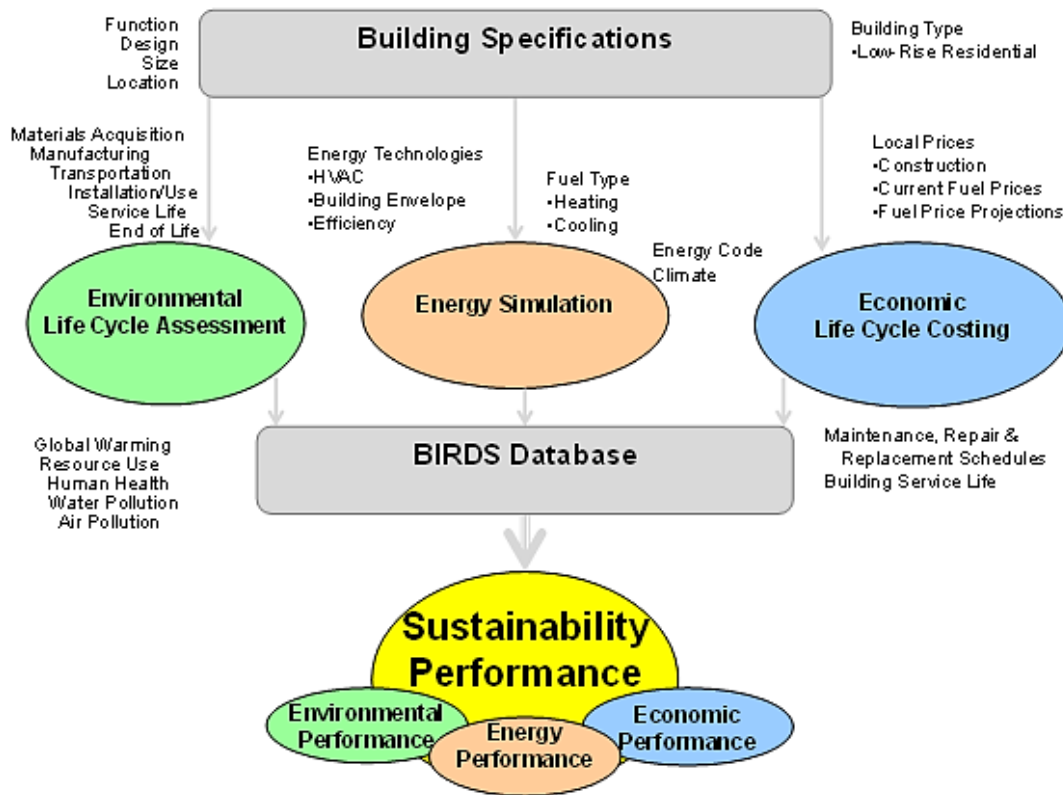 Function
Design
Size
Location
Building Specifications
Building Type
•Low-Rise Residential
Materials Acquisition
Manufacturing
Transportation
Installation/Use
Service Life
End of Life
Energy Technologies
•HVAC
•Building Envelope
•Efficiency
Fuel Type
•Heating
•Cooling
Energy Code
Climate
Local Prices
•Construction
•Current Fuel Prices
•Fuel Price Projections
Environmental
Life Cycle Assessment
Energy Simulation
Economic
Life Cycle Costing
Global Warming
Resource Use
Human Health
Water Pollution
Air Pollution
BIRDS Database
Maintenance, Repair &
Replacement Schedules
Building Service Life
Sustainability
Performance
Environmental
Performance
Energy
Performance
Economic
Performance